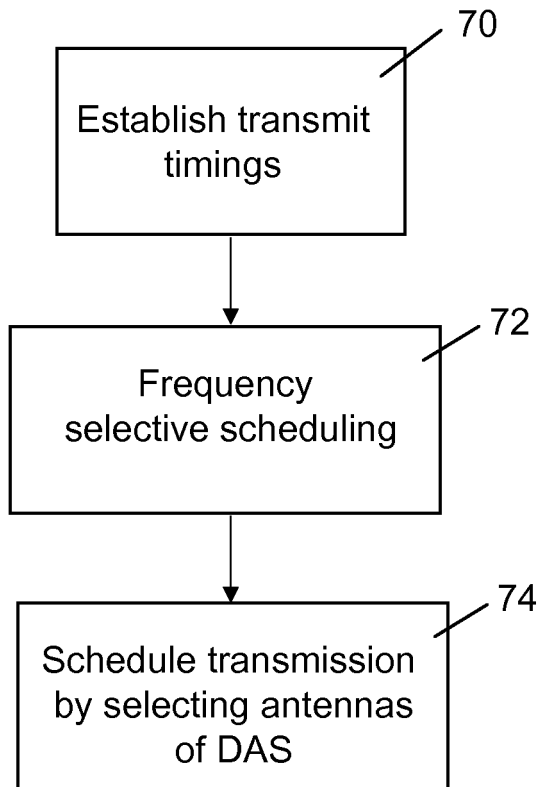 70
Establish transmit
timings
72
Frequency
selective scheduling
74
Schedule transmission
by selecting antennas
of DAS